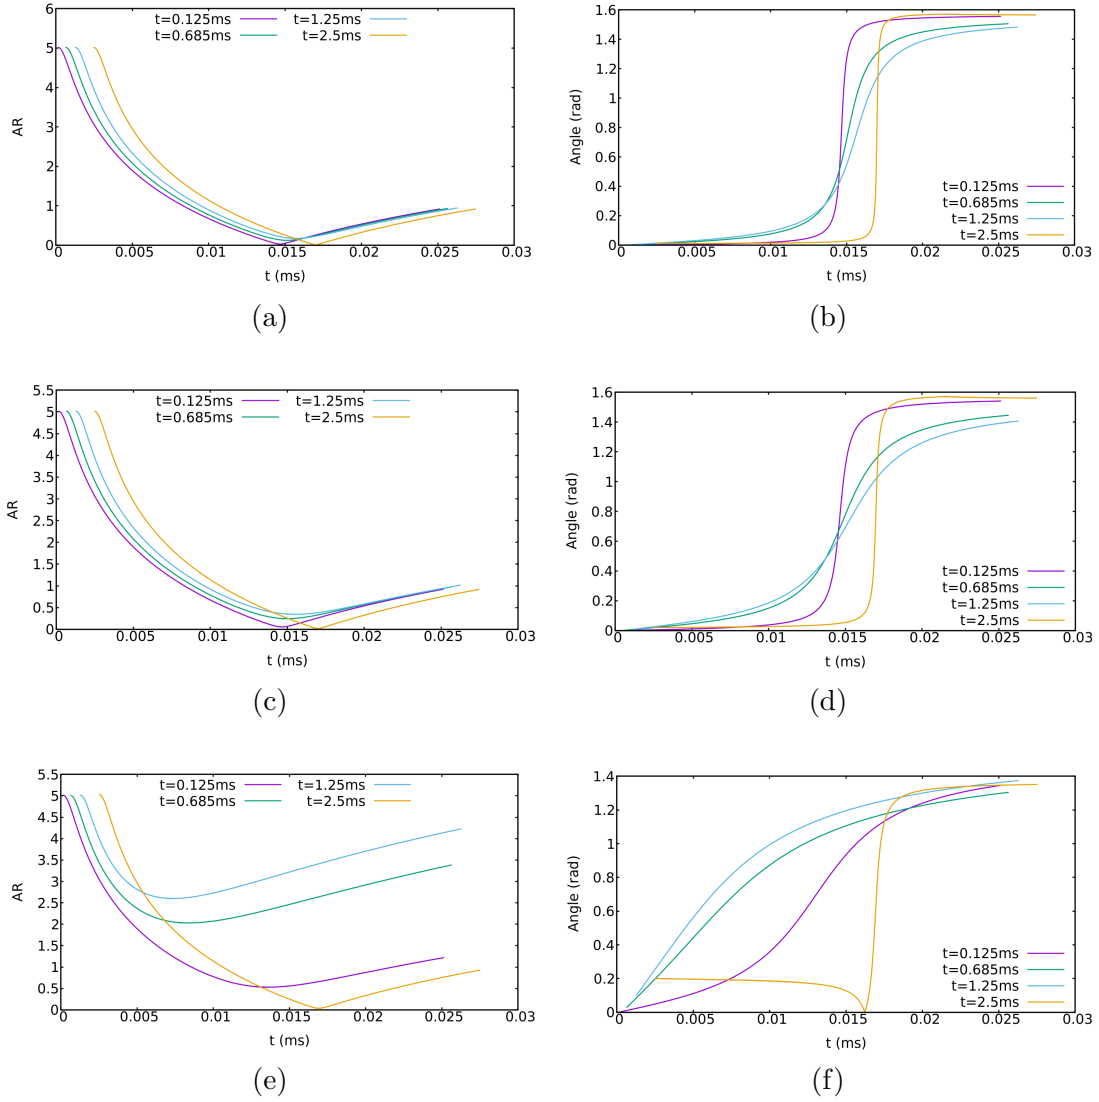 t=0.125ms t=1.25ms
t=0.685ms t=2.5ms
6
5
4
3
2
1
0
AR
0 0.005 0.01 0.015 0.02 0.025 0.03
t (ms)
(a)
1.6
1.4
1.2
1
0.8
0.6
0.4
0.2
0
Angle (rad)
t=0.125ms
t=0.685ms
t=1.25ms
t=2.5ms
0.005 0.01 0.015 0.02 0.025 0.03
t (ms)
(b)
t=0.125ms t=1.25ms
t=0.685ms t=2.5ms
5.5
5
4.5
4
3.5
3
2.5
2
1.5
1
0.5
0
AR
0 0.005 0.01 0.015 0.02 0.025 0.03
t (ms)
(c)
1.6
1.4
1.2
1
0.8
0.6
0.4
0.2
0
Angle (rad)
t=0.125ms
t=0.685ms
t=1.25ms
t=2.5ms
0.005 0.01 0.015 0.02 0.025 0.03
t (ms)
(d)
t=0.125ms t=1.25ms
t=0.685ms t=2.5ms
5.5
5
4.5
4
3.5
3
2.5
2
1.5
1
0.5
0
AR
0 0.005 0.01 0.015 0.02 0.025 0.03
t (ms)
(e)
1.4
1.2
1
0.8
0.6
0.4
0.2
0
Angle (rad)
t=0.125ms
t=0.685ms
t=1.25ms
t=2.5ms
0.005 0.01 0.015 0.02 0.025 0.03
t (ms)
(f)